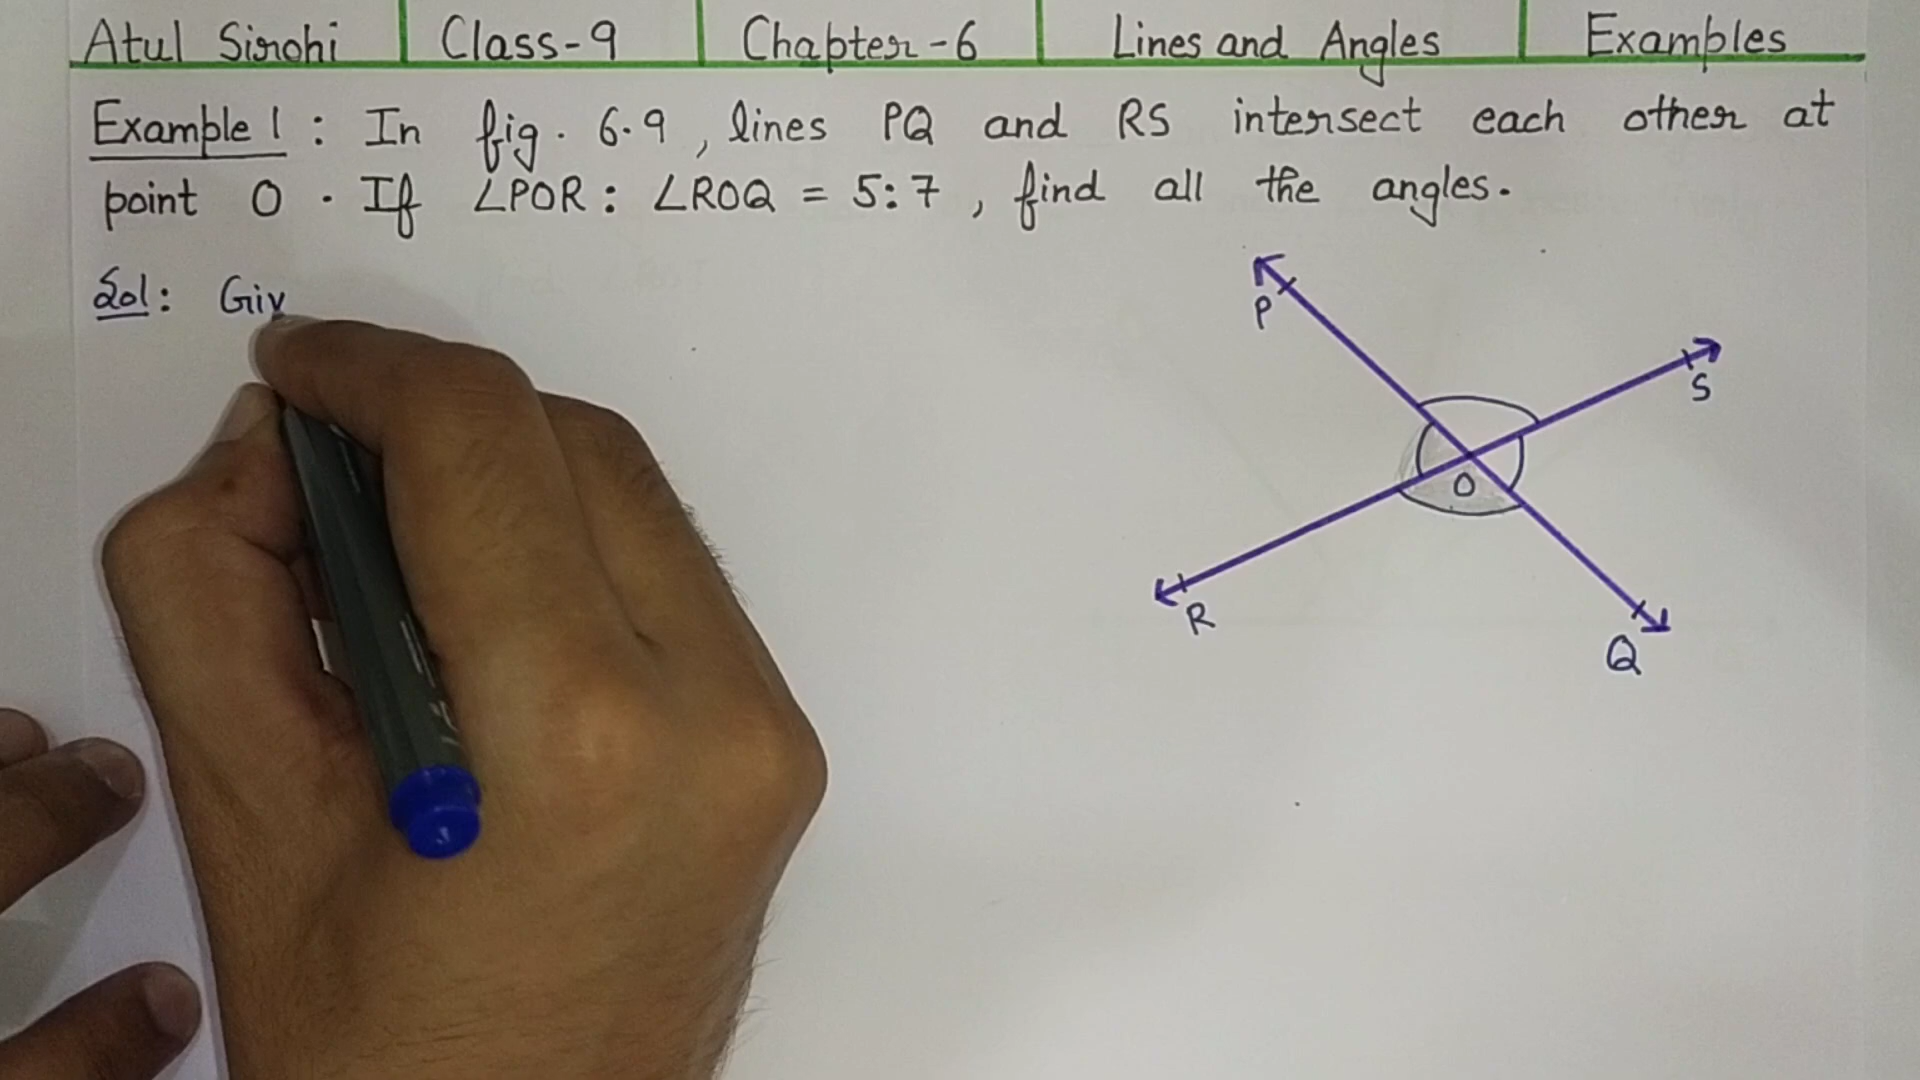 Atul Sirohi Class-9 Chapter-6 Lines and Angles Examples
Example 1 : In fig. 6.9, lines PQ and RS intersect each other at
point O. If ∠POR : ∠ROQ = 5:7, find all the angles.
Sol: Giv
P
S
O
R
Q